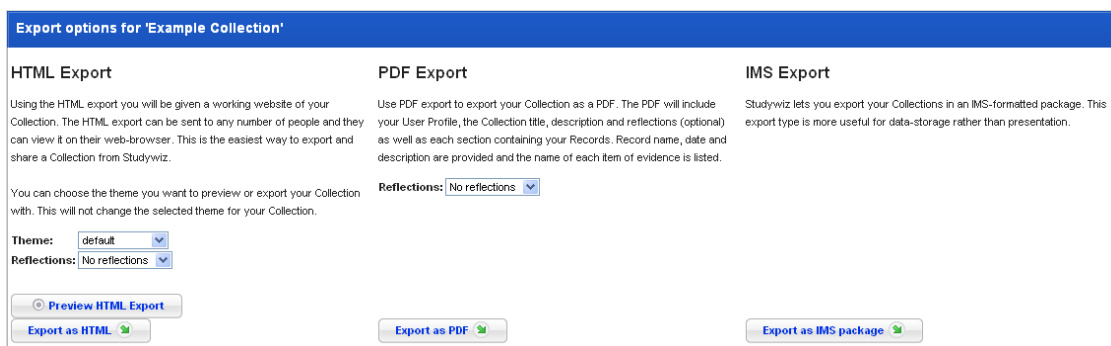 Export options for 'Example Collection'
HTML Export
Using the HTML export you will be given a working website of your
Collection. The HTML export can be sent to any number of people and they
can view it on their web-browser. This is the easiest way to export and
share a Collection from Studywiz.
You can choose the theme you want to preview or export your Collection
with. This will not change the selected theme for your Collection.
Theme: default
Reflections: No reflections
Preview HTML Export
Export as HTML
PDF Export
Use PDF export to export your Collection as a PDF. The PDF will include
your User Profile, the Collection title, description and reflections (optional)
as well as each section containing your Records. Record name, date and
description are provided and the name of each item of evidence is listed.
Reflections: No reflections
Export as PDF
IMS Export
Studywiz lets you export your Collections in an IMS-formatted package. This
export type is more useful for data-storage rather than presentation.
Export as IMS package